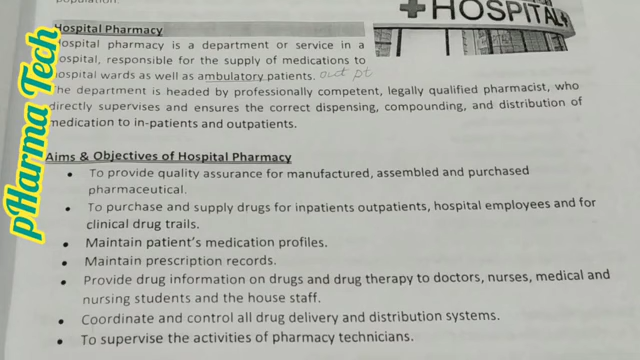 population.
Hospital Pharmacy
Hospital pharmacy is a department or service in a
hospital, responsible for the supply of medications to
hospital wards as well as ambulatory patients. out pt
The department is headed by professionally competent, legally qualified pharmacist, who
directly supervises and ensures the correct dispensing, compounding, and distribution of
medication to in-patients and outpatients.
+HOSPITAL
Aims & Objectives of Hospital Pharmacy
• To provide quality assurance for manufactured, assembled and purchased
pharmaceutical.
• To purchase and supply drugs for inpatients outpatients, hospital employees and for
clinical drug trails.
• Maintain patient's medication profiles.
• Maintain prescription records.
• Provide drug information on drugs and drug therapy to doctors, nurses, medical and
nursing students and the house staff.
• Coordinate and control all drug delivery and distribution systems.
• To supervise the activities of pharmacy technicians.
pHarma Tech